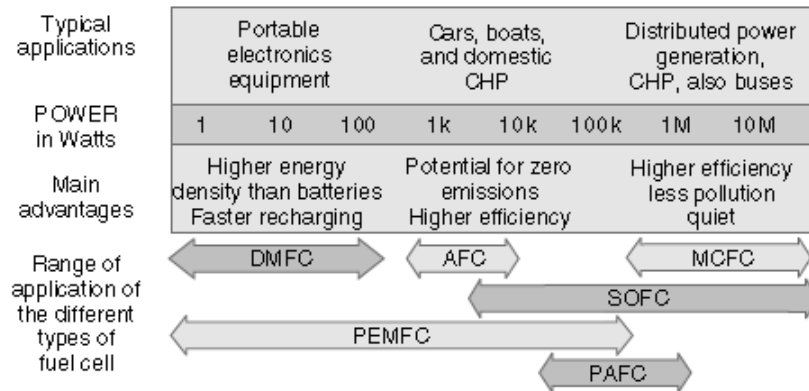 Typical
applications
Portable
electronics
equipment
Cars, boats,
and domestic
CHP
Distributed power
generation,
CHP, also buses
POWER
in Watts
1 10 100 1k 10k 100k 1M 10M
Main
advantages
Higher energy
density than batteries
Faster recharging
Potential for zero
emissions
Higher efficiency
Higher efficiency
less pollution
quiet
Range of
application of
the different
types of
fuel cell
DMFC
AFC
MCFC
SOFC
PEMFC
PAFC